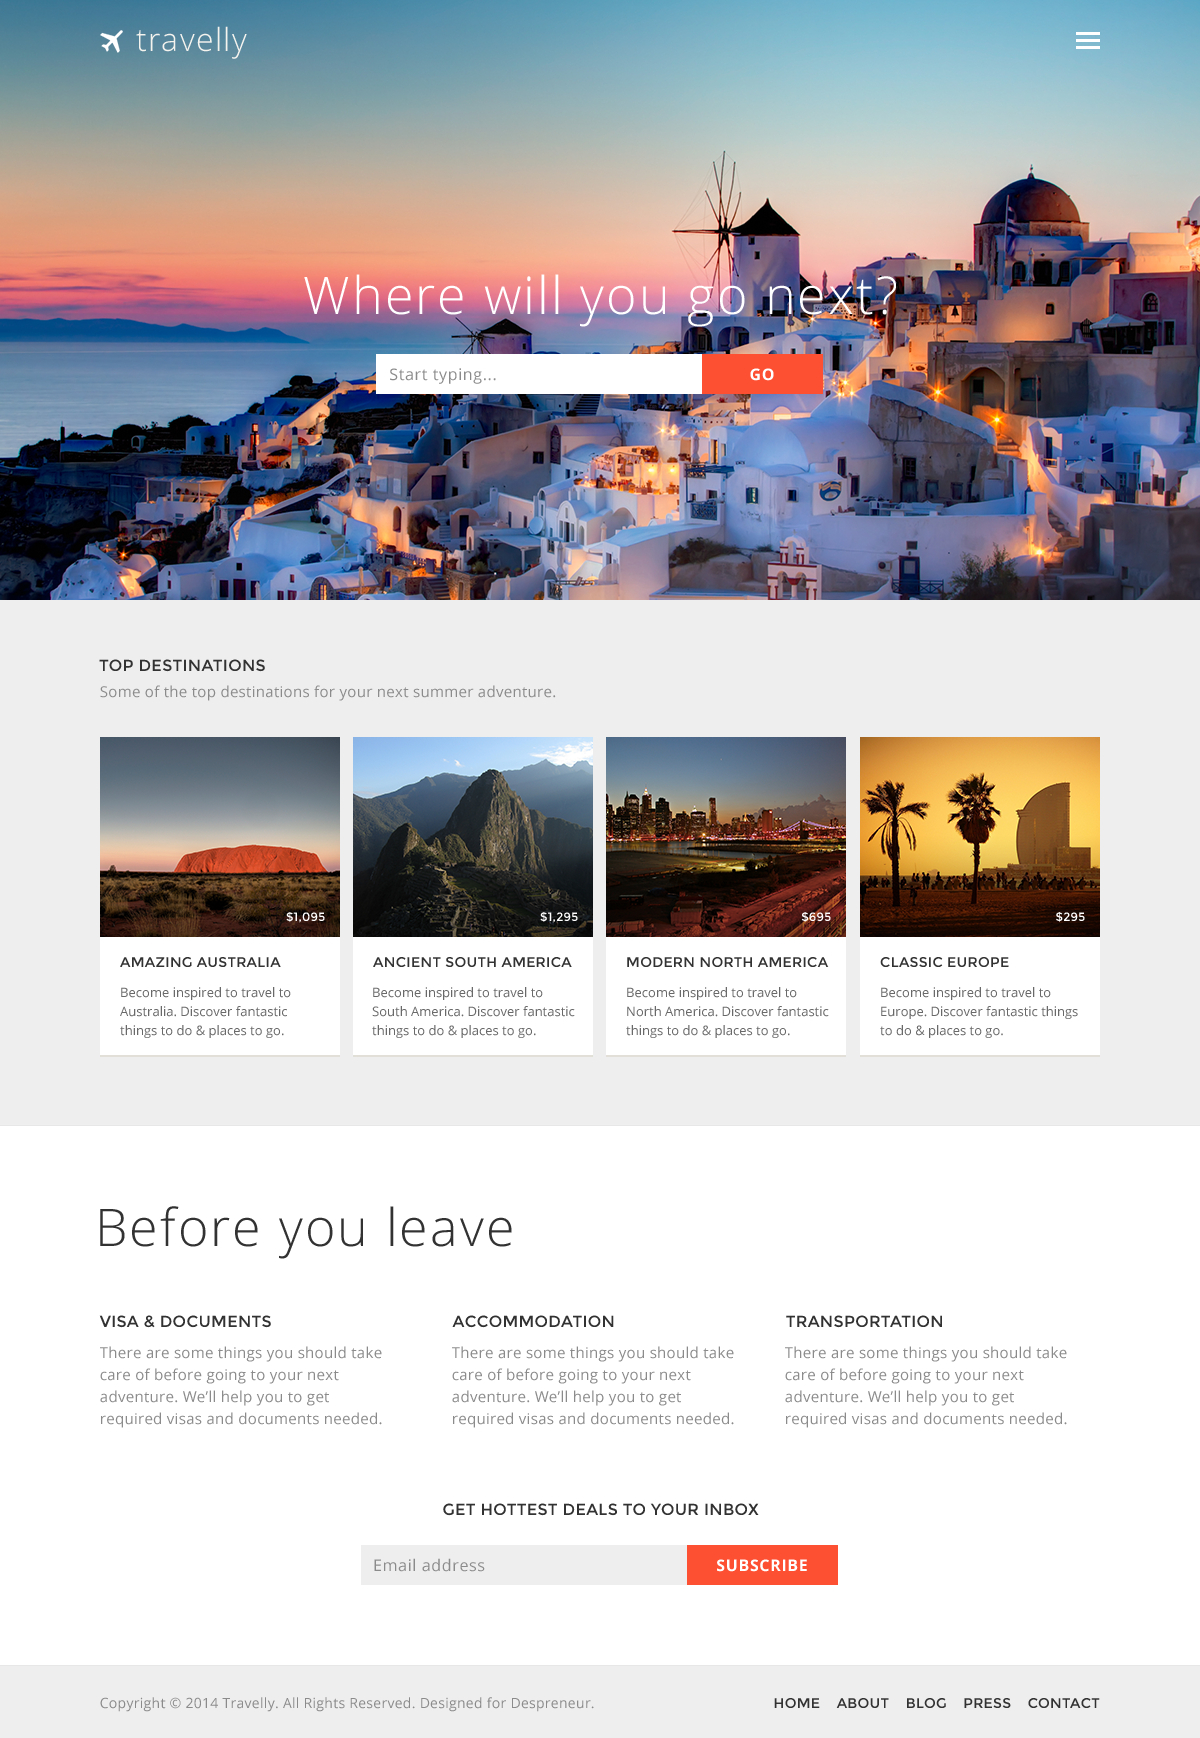 travelly
Where will you go next?
Start typing...
GO
TOP DESTINATIONS
Some of the top destinations for your next summer adventure.
$1,095
AMAZING AUSTRALIA
Become inspired to travel to
Australia. Discover fantastic
things to do & places to go.
$1,295
ANCIENT SOUTH AMERICA
Become inspired to travel to
South America. Discover fantastic
things to do & places to go.
$695
MODERN NORTH AMERICA
Become inspired to travel to
North America. Discover fantastic
things to do & places to go.
$295
CLASSIC EUROPE
Become inspired to travel to
Europe. Discover fantastic things
to do & places to go.
Before you leave
VISA & DOCUMENTS
There are some things you should take
care of before going to your next
adventure. We'll help you to get
required visas and documents needed.
ACCOMMODATION
There are some things you should take
care of before going to your next
adventure. We'll help you to get
required visas and documents needed.
TRANSPORTATION
There are some things you should take
care of before going to your next
adventure. We'll help you to get
required visas and documents needed.
GET HOTTEST DEALS TO YOUR INBOX
Email address
SUBSCRIBE
Copyright © 2014 Travelly. All Rights Reserved. Designed for Despreneur.
HOME ABOUT BLOG PRESS CONTACT